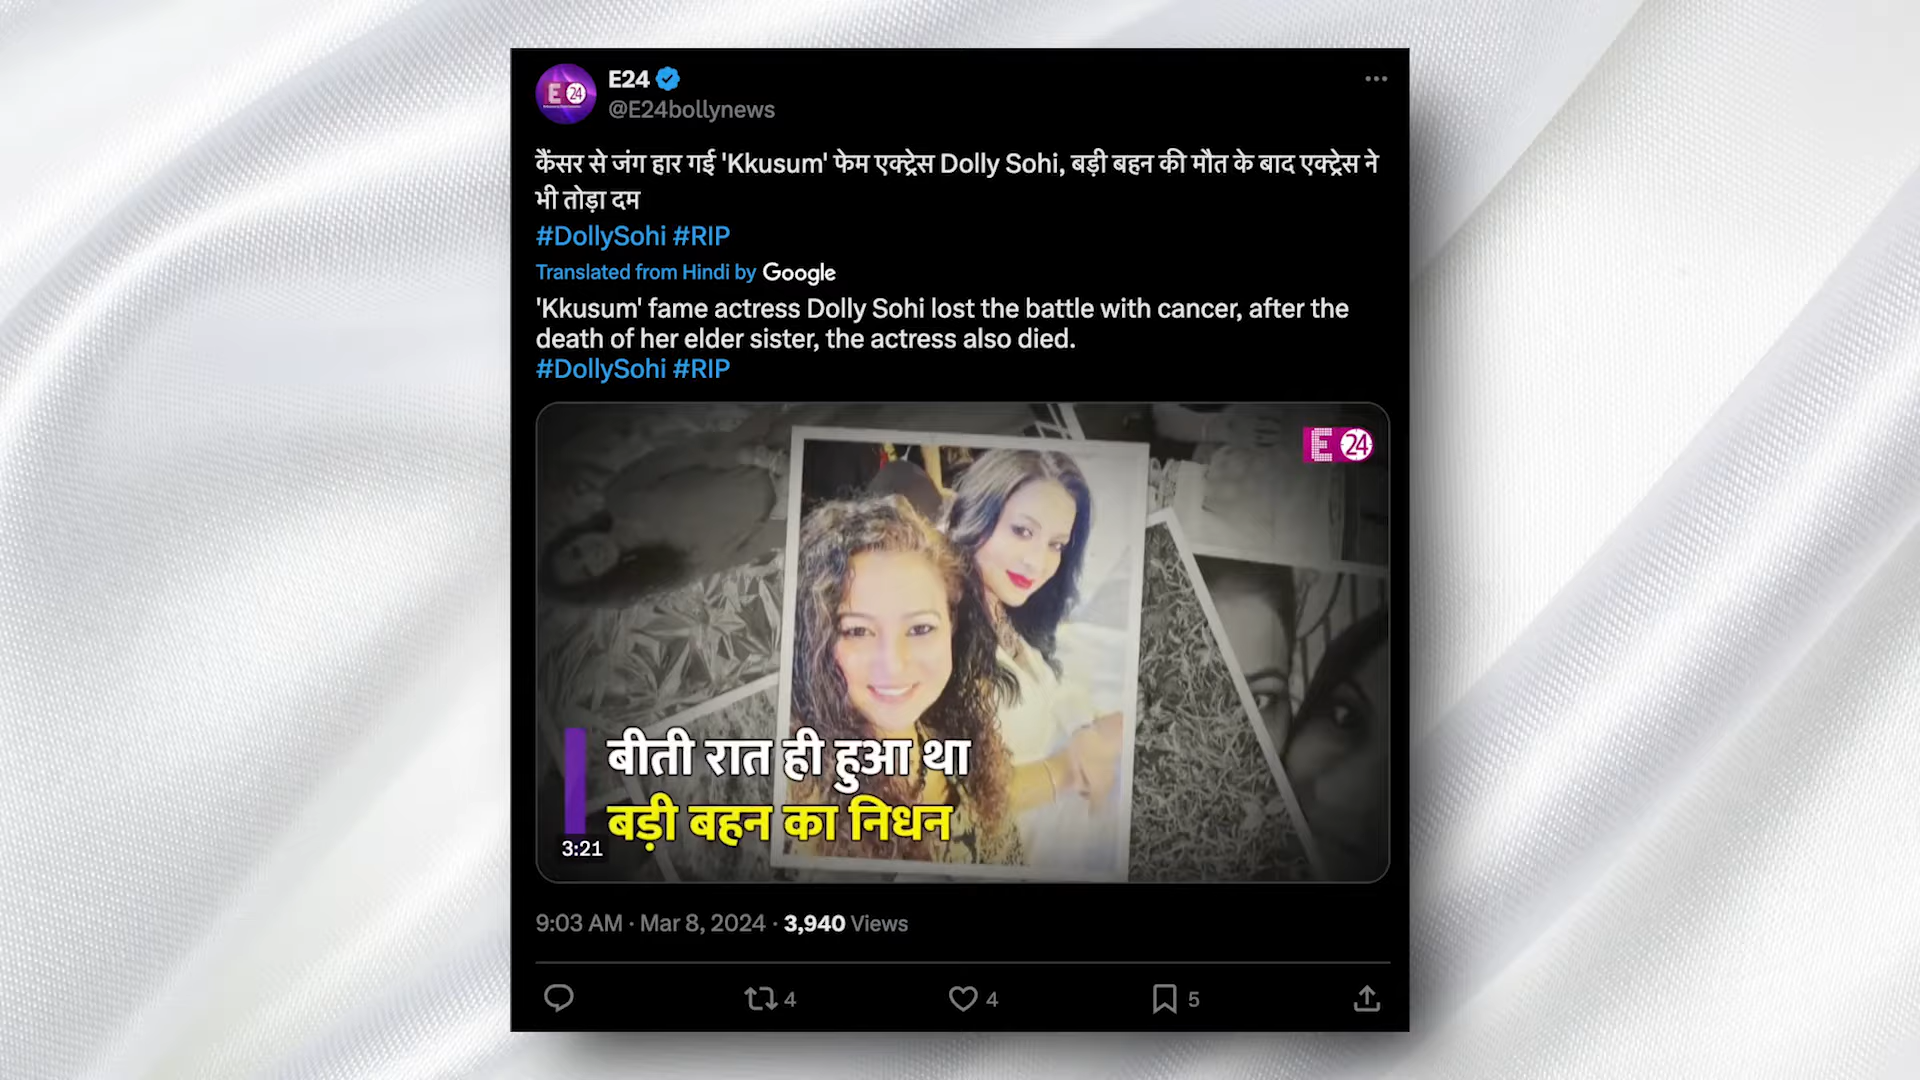 E24
E 24
@E24bollynews
कैंसर से जंग हार गई 'Kkusum' फेम एक्ट्रेस Dolly Sohi, बड़ी बहन की मौत के बाद एक्ट्रेस ने
भी तोड़ा दम
#DollySohi #RIP
Translated from Hindi by Google
'Kkusum' fame actress Dolly Sohi lost the battle with cancer, after the
death of her elder sister, the actress also died.
#DollySohi #RIP
E 24
बीती रात ही हुआ था
बड़ी बहन का निधन
3:21
9:03 AM · Mar 8, 2024 · 3,940 Views
4 4 5